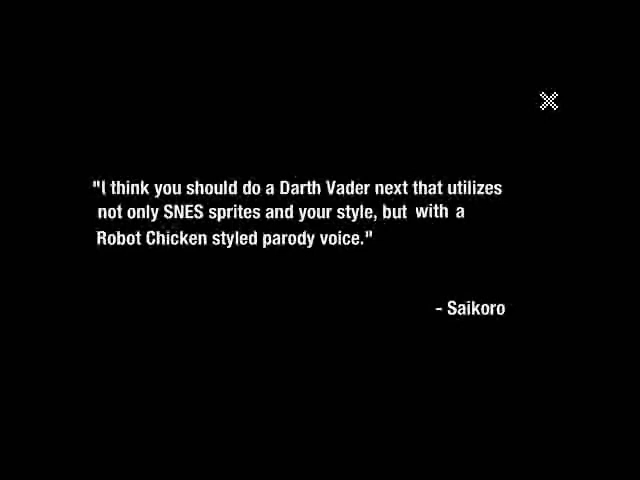 "I think you should do a Darth Vader next that utilizes
not only SNES sprites and your style, but with a
Robot Chicken styled parody voice."
- Saikoro